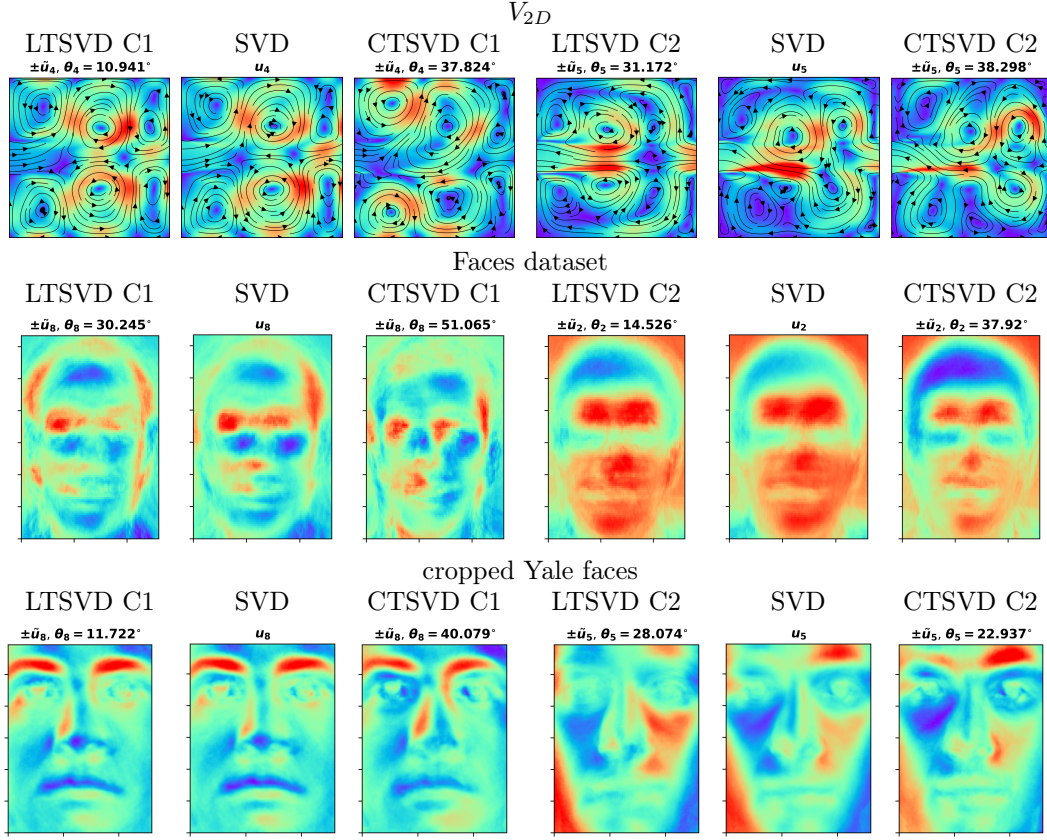 V2D
LTSVD C1 SVD CTSVD C1 LTSVD C2 SVD CTSVD C2
±ũ4, θ4 = 10.941° u4 ±ũ4, θ4 = 37.824° ±ũ5, θ5 = 31.172° u5 ±ũ5, θ5 = 38.298°
Faces dataset
LTSVD C1 SVD CTSVD C1 LTSVD C2 SVD CTSVD C2
±ũ8, θ8 = 30.245° u8 ±ũ8, θ8 = 51.065° ±ũ2, θ2 = 14.526° u2 ±ũ2, θ2 = 37.92°
cropped Yale faces
LTSVD C1 SVD CTSVD C1 LTSVD C2 SVD CTSVD C2
±ũ8, θ8 = 11.722° u8 ±ũ8, θ8 = 40.079° ±ũ5, θ5 = 28.074° u5 ±ũ5, θ5 = 22.937°